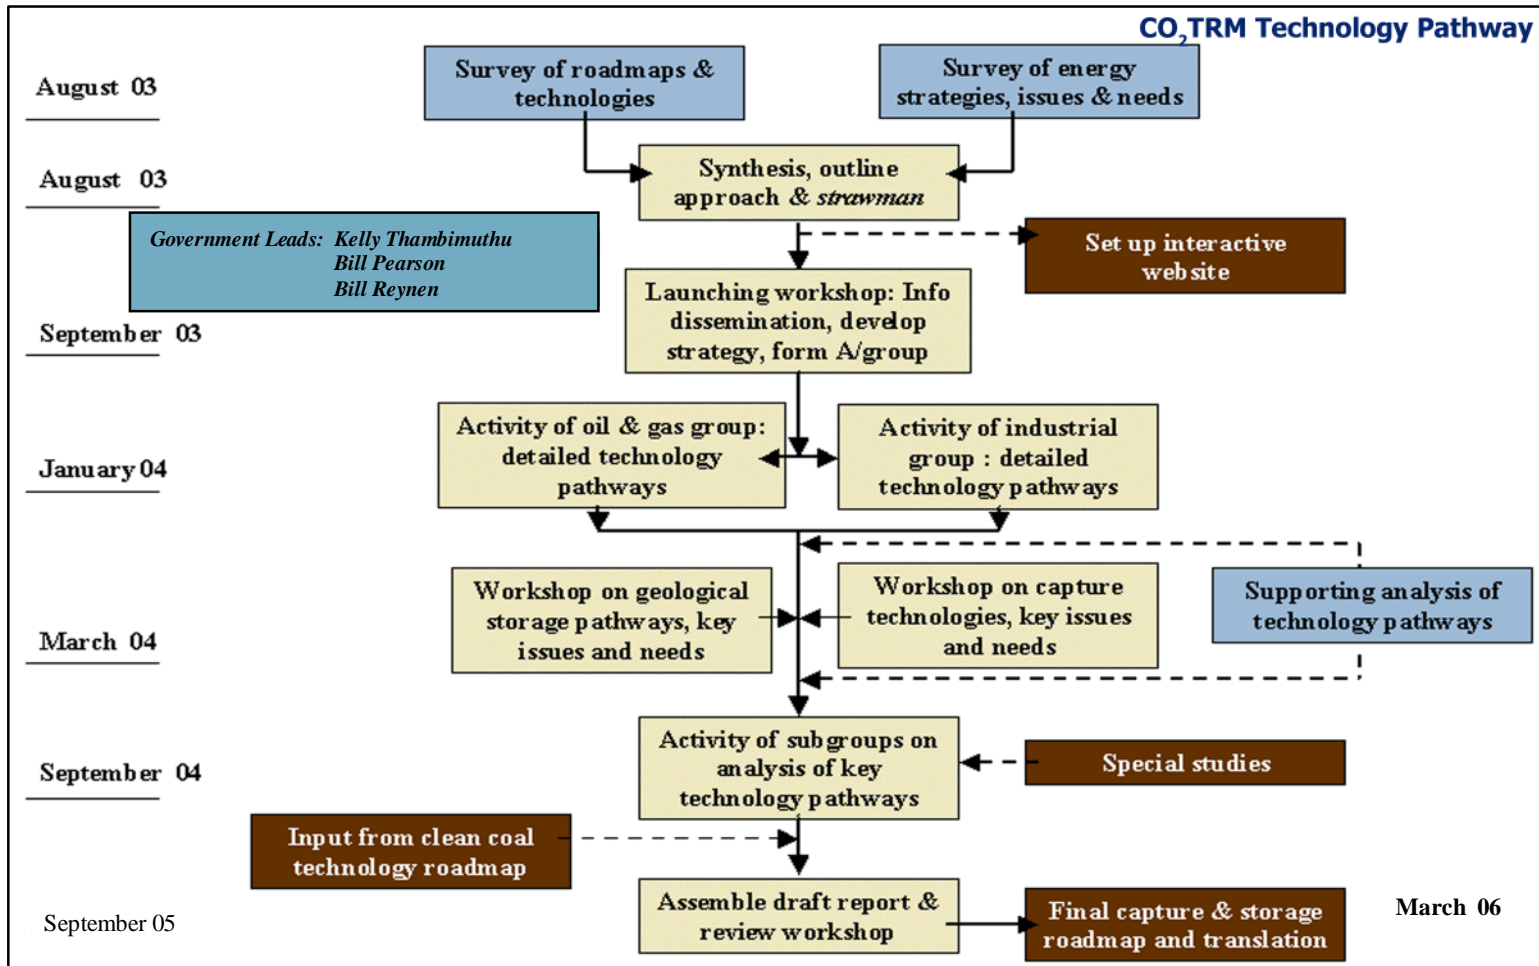 CO2TRM Technology Pathway
August 03
Survey of roadmaps &
technologies
Survey of energy
strategies, issues & needs
August 03
Synthesis, outline
approach & strawman
Government Leads: Kelly Thambimuthu
Bill Pearson
Bill Reynen
Set up interactive
website
September 03
Launching workshop: Info
dissemination, develop
strategy, form A/group
January 04
Activity of oil & gas group:
detailed technology
pathways
Activity of industrial
group : detailed
technology pathways
March 04
Workshop on geological
storage pathways, key
issues and needs
Workshop on capture
technologies, key issues
and needs
Supporting analysis of
technology pathways
September 04
Activity of subgroups on
analysis of key
technology pathways
Special studies
Input from clean coal
technology roadmap
September 05
Assemble draft report &
review workshop
Final capture & storage
roadmap and translation
March 06